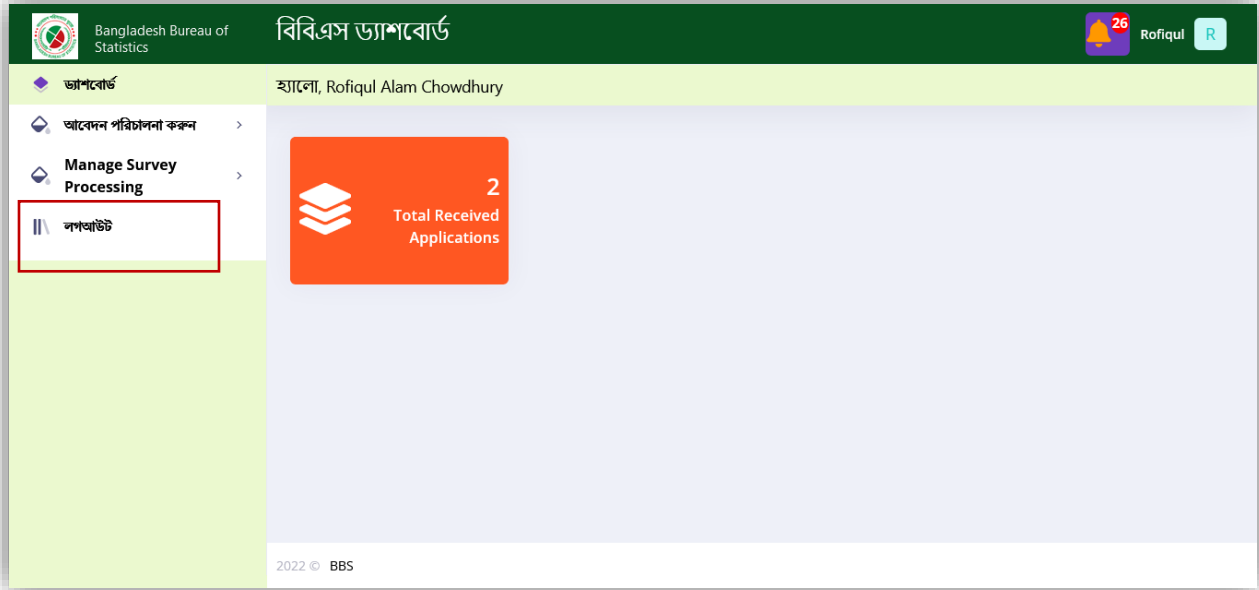 Bangladesh Bureau of
Statistics
বিবিএস ড্যাশবোর্ড
26
Rofiqul
R
ড্যাশবোর্ড
হ্যালো, Rofiqul Alam Chowdhury
আবেদন পরিচালনা করুন
Manage Survey
Processing
লগআউট
2
Total Received
Applications
2022 © BBS